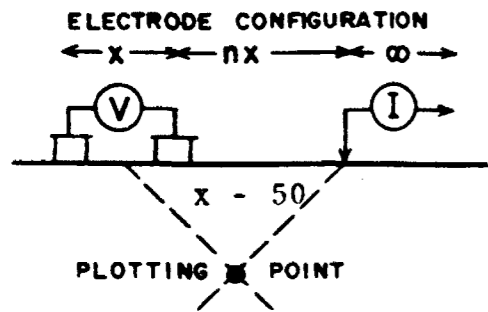 ELECTRODE CONFIGURATION
x nx ∞
V I
x - 50
PLOTTING POINT